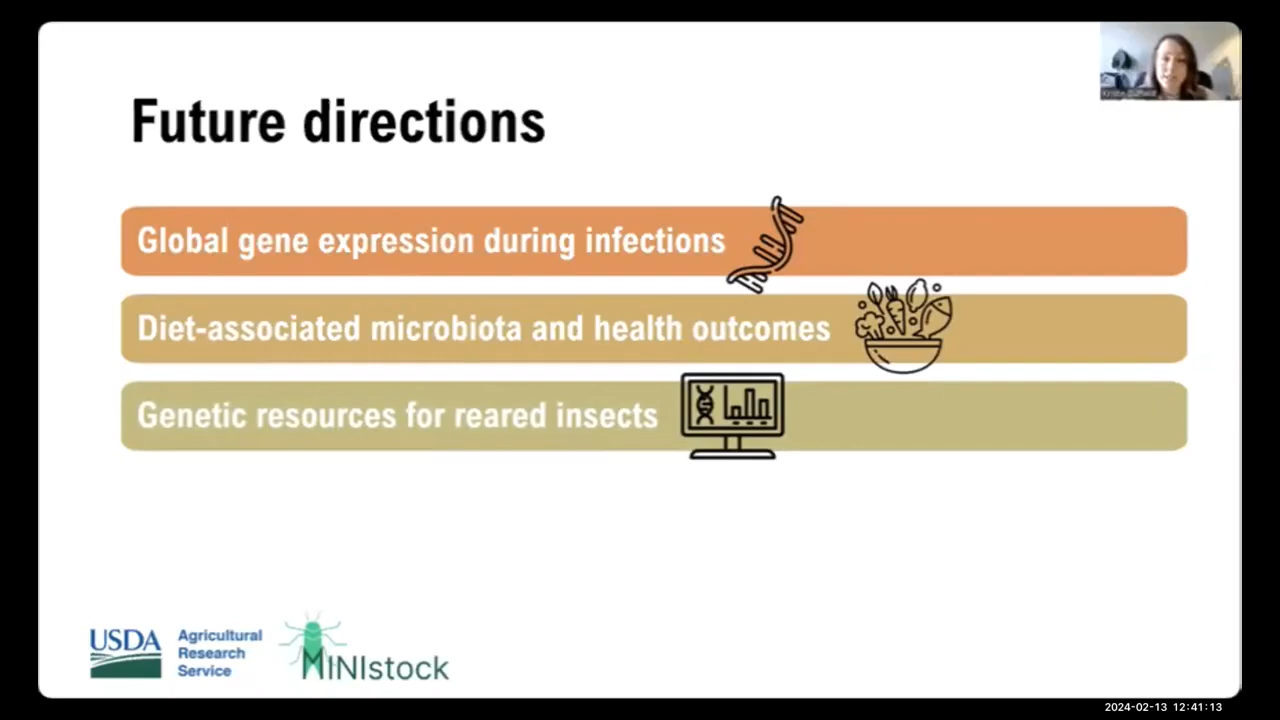 Future directions
Global gene expression during infections
Diet-associated microbiota and health outcomes
Genetic resources for reared insects
USDA
Agricultural
Research
Service
MINIstock
2024-02-13 12:41:13